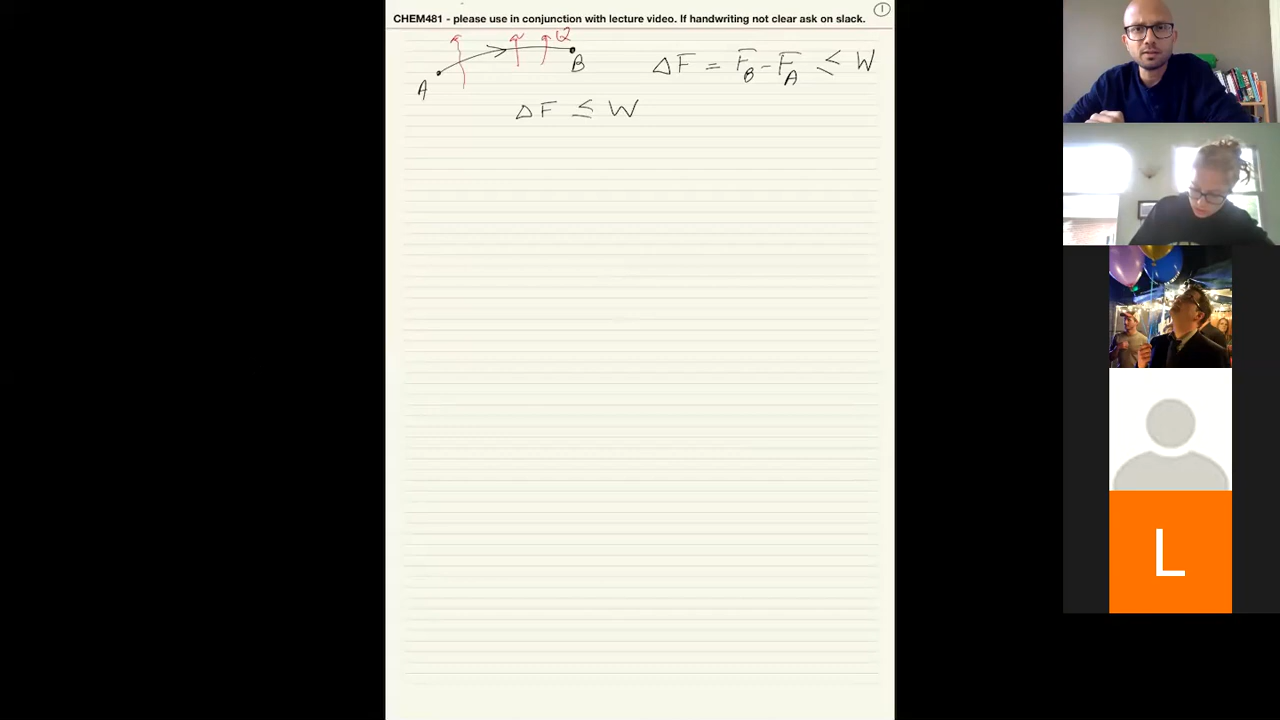 CHEM481 - please use in conjunction with lecture video. If handwriting not clear ask on slack.
1
Q
A
B
ΔF = F_B - F_A ≤ W
ΔF ≤ W
L